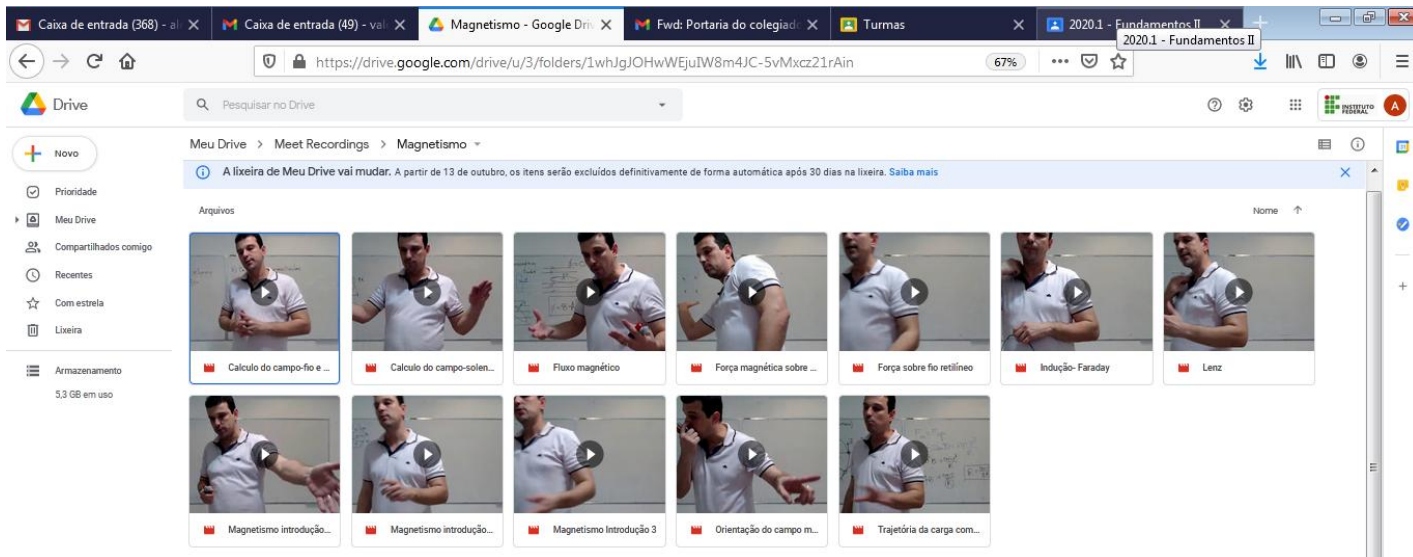 Caixa de entrada (368) - al
Caixa de entrada (49) - val
Magnetismo - Google Driv
Fwd: Portaria do colegiado
Turmas
2020.1 - Fundamentos II
2020.1 - Fundamentos II
https://drive.google.com/drive/u/3/folders/1whJgJOHwWEjuIW8m4JC-5vMxcz21rAin
67%
Drive
Pesquisar no Drive
INSTITUTO
FEDERAL
A
Novo
Meu Drive > Meet Recordings > Magnetismo
A lixeira de Meu Drive vai mudar. A partir de 13 de outubro, os itens serão excluídos definitivamente de forma automática após 30 dias na lixeira. Saiba mais
Prioridade
Meu Drive
Compartilhados comigo
Recentes
Com estrela
Lixeira
Armazenamento
5,3 GB em uso
Arquivos
Nome
Calculo do campo-fio e ...
Calculo do campo-solen...
Fluxo magnético
Força magnética sobre ...
Força sobre fio retilíneo
Indução- Faraday
Lenz
Magnetismo introdução...
Magnetismo introdução...
Magnetismo Introdução 3
Orientação do campo m...
Trajetória da carga com...